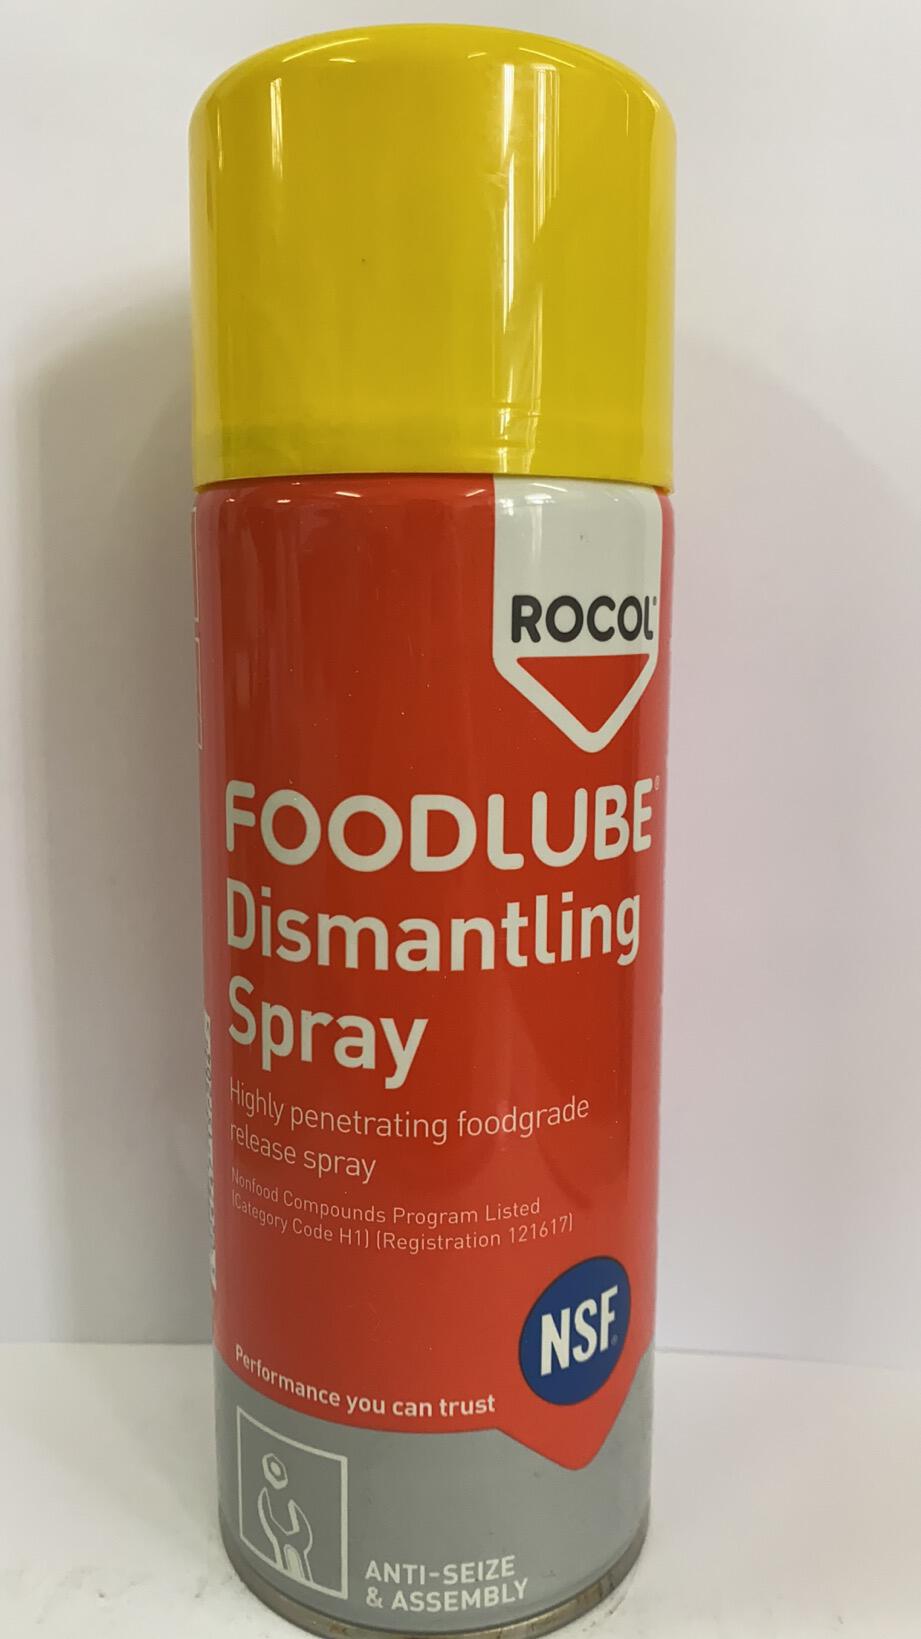 ROCOL®
FOODLUBE®
Dismantling
Spray
Highly penetrating foodgrade
release spray
Nonfood Compounds Program Listed
(Category Code H1) (Registration 121617)
NSF®
Performance you can trust
ANTI-SEIZE
& ASSEMBLY